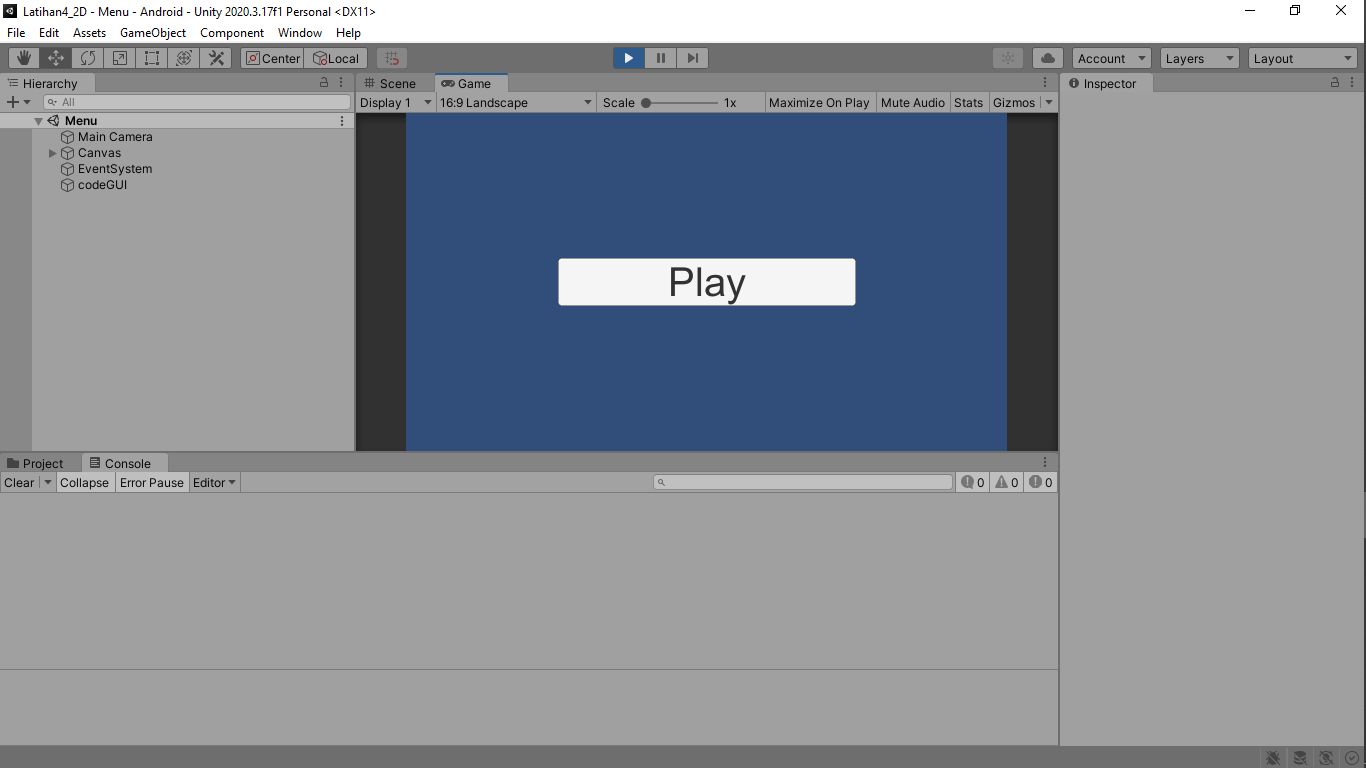 Latihan4_2D - Menu - Android - Unity 2020.3.17f1 Personal <DX11>
File Edit Assets GameObject Component Window Help
Center Local Account Layers Layout
Hierarchy Scene Game Inspector
All Display 1 16:9 Landscape Scale 1x Maximize On Play Mute Audio Stats Gizmos
Menu
Main Camera
Canvas
EventSystem
codeGUI
Play
Project Console
Clear Collapse Error Pause Editor 0 0 0